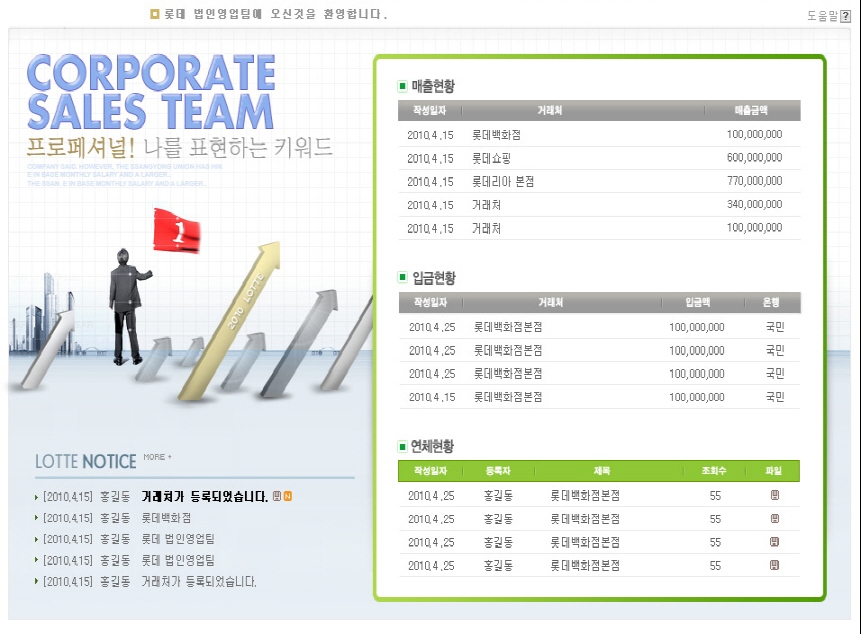 롯데 법인영업팀에 오신것을 환영합니다.
도움말 ?
CORPORATE
SALES TEAM
프로페셔널! 나를 표현하는 키워드
COMPANY SAID. HOWEVER, THE SSANGYONG UNION HAS HIK
E IN BASE MONTHLY SALARY AND A LARGER..
THE SSAN, E IN BASE MONTHLY SALARY AND A LARGER..
1
2010 LOTTE
LOTTE NOTICE MORE +
[2010.4.15] 홍길동 거래처가 등록되었습니다. N
[2010.4.15] 홍길동 롯데백화점
[2010.4.15] 홍길동 롯데 법인영업팀
[2010.4.15] 홍길동 롯데 법인영업팀
[2010.4.15] 홍길동 거래처가 등록되었습니다.
매출현황
작성일자 거래처 매출금액
2010.4.15 롯데백화점 100,000,000
2010.4.15 롯데쇼핑 600,000,000
2010.4.15 롯데리아 본점 770,000,000
2010.4.15 거래처 340,000,000
2010.4.15 거래처 100,000,000
입금현황
작성일자 거래처 입금액 은행
2010.4.25 롯데백화점본점 100,000,000 국민
2010.4.25 롯데백화점본점 100,000,000 국민
2010.4.25 롯데백화점본점 100,000,000 국민
2010.4.15 롯데백화점본점 100,000,000 국민
연체현황
작성일자 등록자 제목 조회수 파일
2010.4.25 홍길동 롯데백화점본점 55
2010.4.25 홍길동 롯데백화점본점 55
2010.4.25 홍길동 롯데백화점본점 55
2010.4.25 홍길동 롯데백화점본점 55